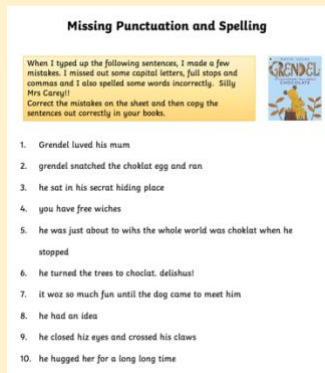 Missing Punctuation and Spelling
When I typed up the following sentences, I made a few
mistakes. I missed out some capital letters, full stops and
commas and I also spelled some words incorrectly. Silly
Mrs Carey!!
Correct the mistakes on the sheet and then copy the
sentences out correctly in your books.
GRENDEL
CHOCOLATE
1. Grendel luved his mum
2. grendel snatched the choklat egg and ran
3. he sat in his secrat hiding place
4. you have free wiches
5. he was just about to wihs the whole world was choklat when he
stopped
6. he turned the trees to choclat. delishus!
7. it woz so much fun until the dog came to meet him
8. he had an idea
9. he closed hiz eyes and crossed his claws
10. he hugged her for a long long time